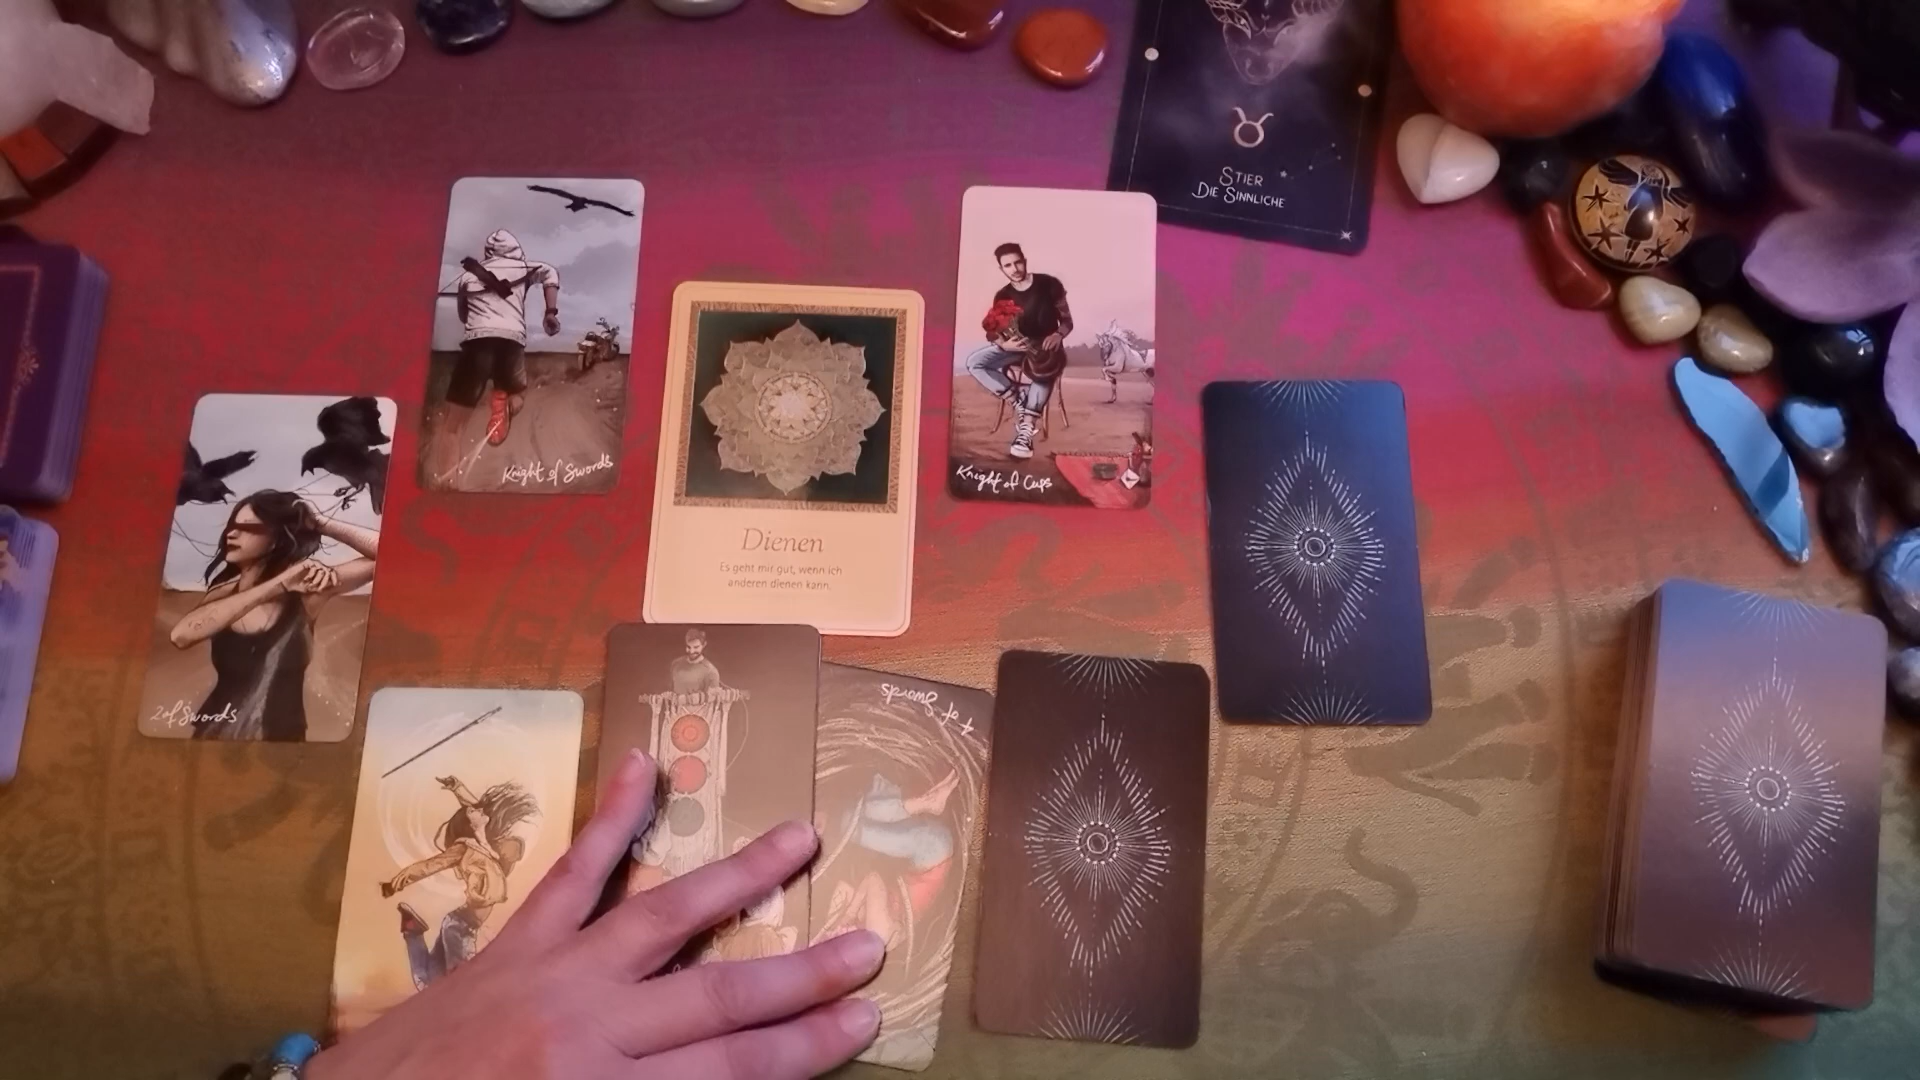 STIER
DIE SINNLICHE
Knight of Swords
Knight of Cups
Dienen
Es geht mir gut, wenn ich
anderen dienen kann.
2 of Swords
4 of Swords